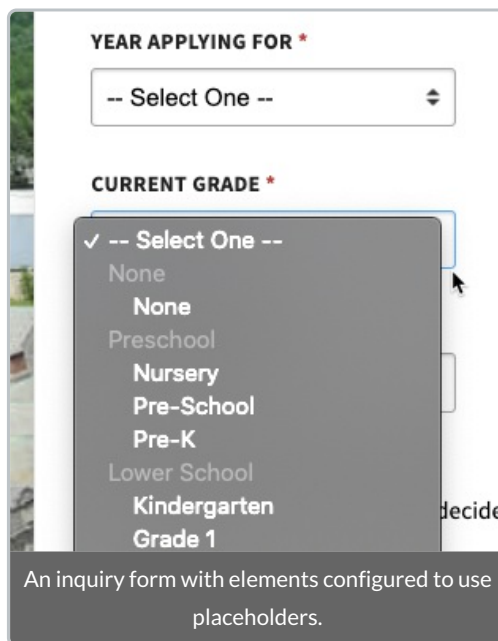 YEAR APPLYING FOR *
-- Select One --
CURRENT GRADE *
✓ -- Select One --
None
None
Preschool
Nursery
Pre-School
Pre-K
Lower School
Kindergarten
decide
Grade 1
An inquiry form with elements configured to use
placeholders.